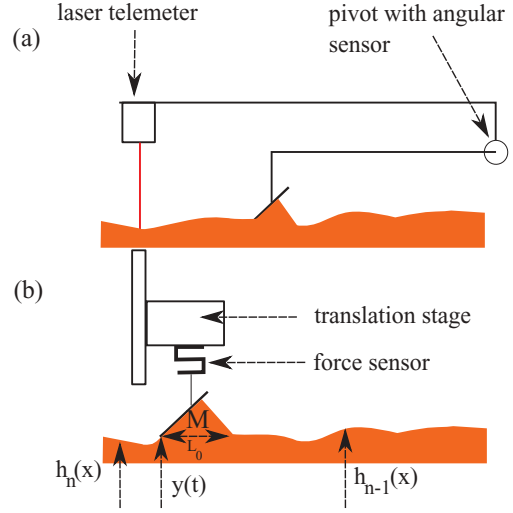 laser telemeter
pivot with angular
sensor
(a)
(b)
translation stage
force sensor
M
L₀
hₙ(x)
y(t)
hₙ₋₁(x)